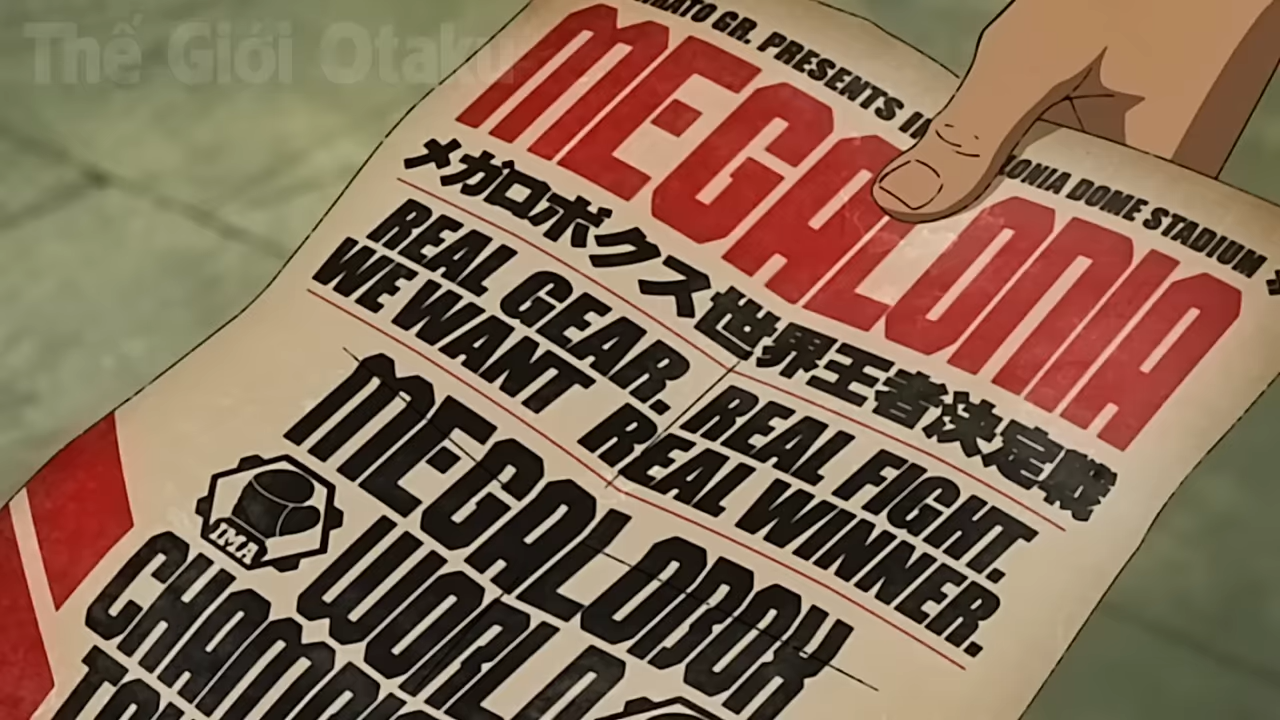 Thế Giới Otaku
GR. PRESENTS
DOME STADIUM
MEGALONIA
メガロボクス世界王者決定戦
REAL GEAR. REAL FIGHT.
WE WANT REAL WINNER.
MEGALOBOX
IMA
WORLD